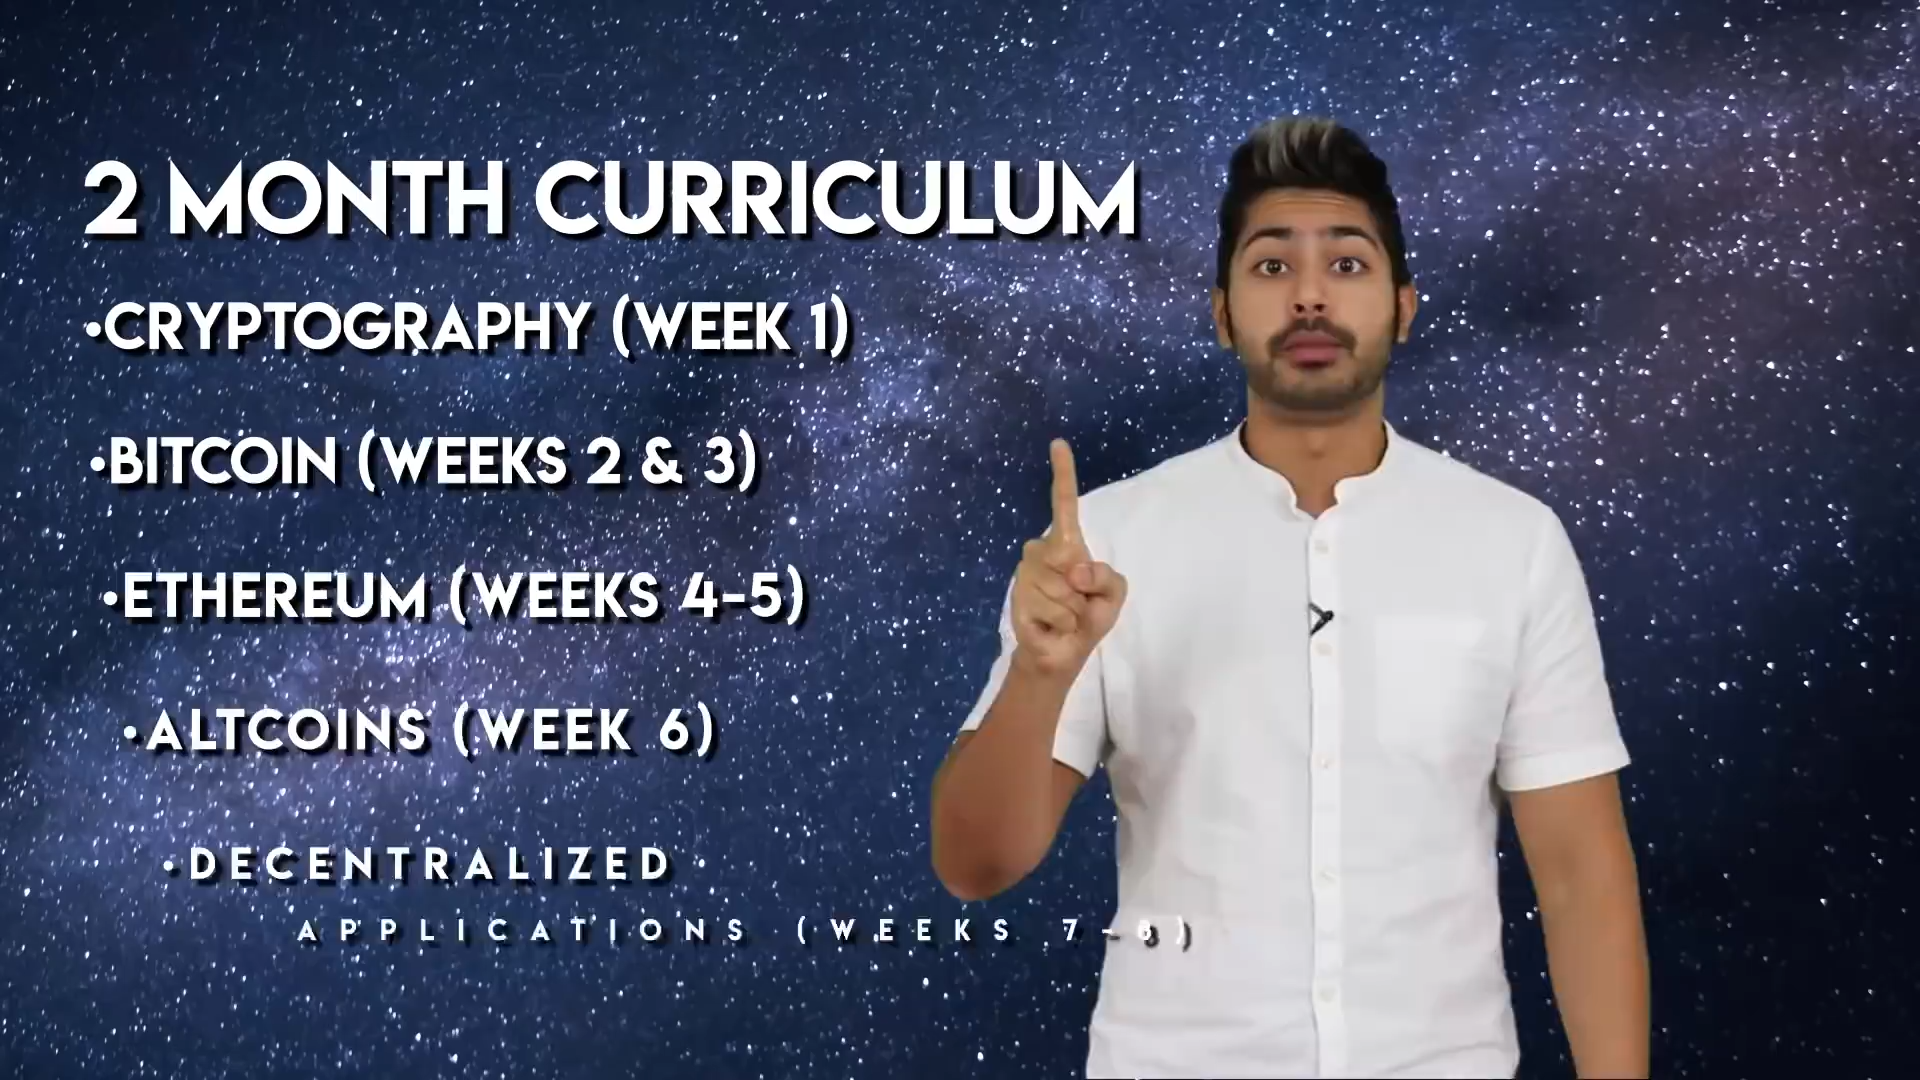 2 MONTH CURRICULUM
•CRYPTOGRAPHY (WEEK 1)
•BITCOIN (WEEKS 2 & 3)
•ETHEREUM (WEEKS 4-5)
•ALTCOINS (WEEK 6)
•DECENTRALIZED
APPLICATIONS (WEEKS 7-8)